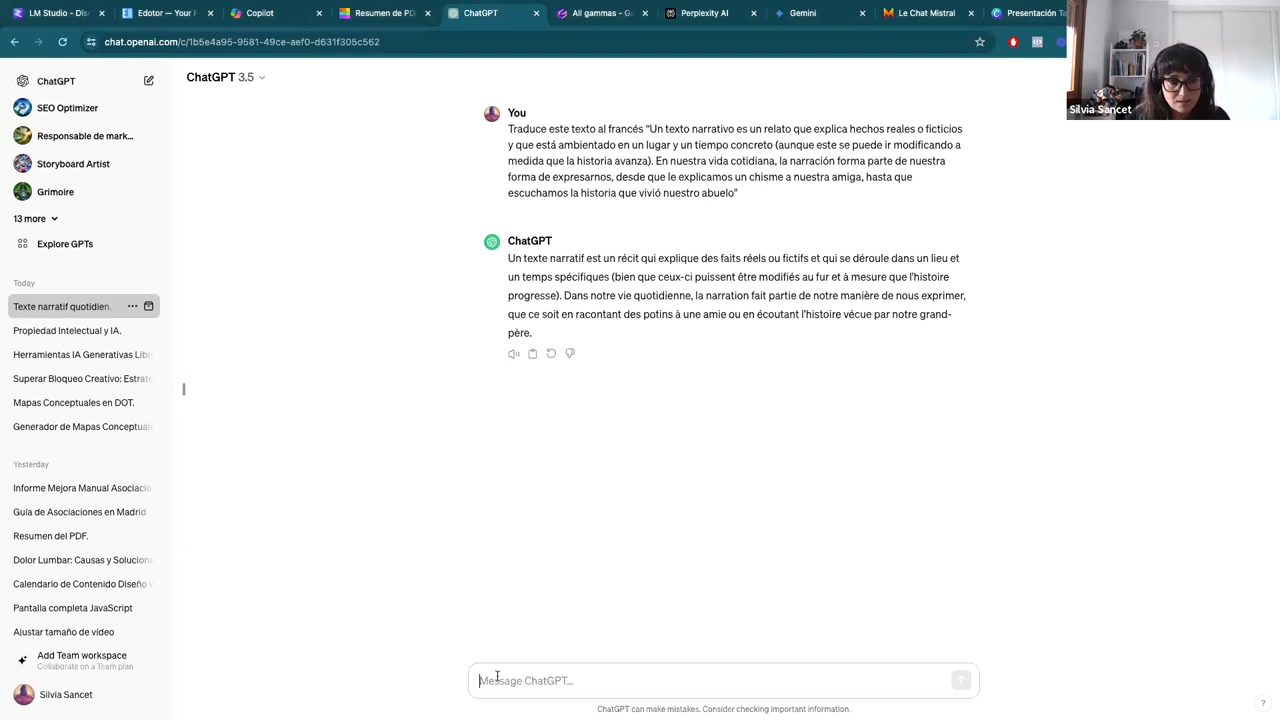 LM Studio - Disc
Edotor — Your F
Copilot
Resumen de PD
ChatGPT
All gammas - Ga
Perplexity AI
Gemini
Le Chat Mistral
Presentación Ta
chat.openai.com/c/1b5e4a95-9581-49ce-aef0-d631f305c562
Silvia Sancet
ChatGPT
SEO Optimizer
Responsable de mark...
Storyboard Artist
Grimoire
13 more
Explore GPTs
Today
Texte narratif quotidien.
Propiedad Intelectual y IA.
Herramientas IA Generativas Libr
Superar Bloqueo Creativo: Estrate
Mapas Conceptuales en DOT.
Generador de Mapas Conceptuale
Yesterday
Informe Mejora Manual Asociacio
Guía de Asociaciones en Madrid
Resumen del PDF.
Dolor Lumbar: Causas y Solucione
Calendario de Contenido Diseño
Pantalla completa JavaScript
Ajustar tamaño de vídeo
Add Team workspace
Collaborate on a Team plan
Silvia Sancet
ChatGPT 3.5
You
Traduce este texto al francés “Un texto narrativo es un relato que explica hechos reales o ficticios
y que está ambientado en un lugar y un tiempo concreto (aunque este se puede ir modificando a
medida que la historia avanza). En nuestra vida cotidiana, la narración forma parte de nuestra
forma de expresarnos, desde que le explicamos un chisme a nuestra amiga, hasta que
escuchamos la historia que vivió nuestro abuelo”
ChatGPT
Un texte narratif est un récit qui explique des faits réels ou fictifs et qui se déroule dans un lieu et
un temps spécifiques (bien que ceux-ci puissent être modifiés au fur et à mesure que l'histoire
progresse). Dans notre vie quotidienne, la narration fait partie de notre manière de nous exprimer,
que ce soit en racontant des potins à une amie ou en écoutant l'histoire vécue par notre grand-
père.
Message ChatGPT...
ChatGPT can make mistakes. Consider checking important information.
?